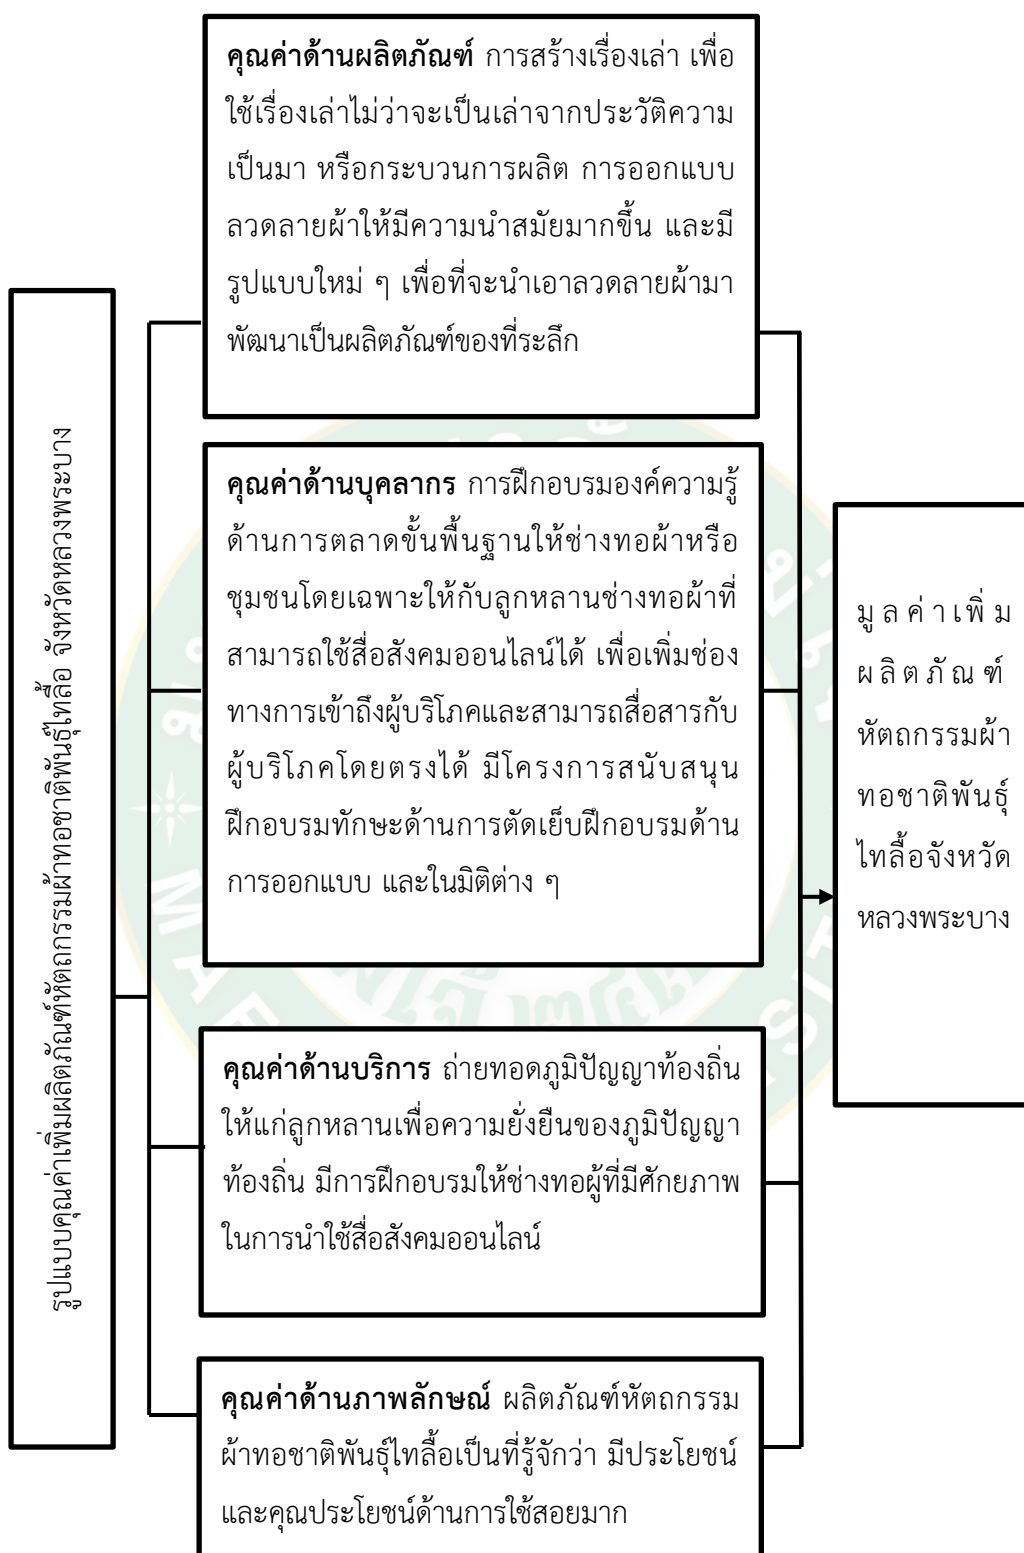 รูปแบบคุณค่าเพิ่มผลิตภัณฑ์หัตถกรรมผ้าทอชาติพันธุ์ไทลื้อ จังหวัดหลวงพระบาง
คุณค่าด้านผลิตภัณฑ์ การสร้างเรื่องเล่า เพื่อ
ใช้เรื่องเล่าไม่ว่าจะเป็นเล่าจากประวัติความ
เป็นมา หรือกระบวนการผลิต การออกแบบ
ลวดลายผ้าให้มีความนำสมัยมากขึ้น และมี
รูปแบบใหม่ ๆ เพื่อที่จะนำเอาลวดลายผ้ามา
พัฒนาเป็นผลิตภัณฑ์ของที่ระลึก
คุณค่าด้านบุคลากร การฝึกอบรมองค์ความรู้
ด้านการตลาดขั้นพื้นฐานให้ช่างทอผ้าหรือ
ชุมชนโดยเฉพาะให้กับลูกหลานช่างทอผ้าที่
สามารถใช้สื่อสังคมออนไลน์ได้ เพื่อเพิ่มช่อง
ทางการเข้าถึงผู้บริโภคและสามารถสื่อสารกับ
ผู้บริโภคโดยตรงได้ มีโครงการสนับสนุน
ฝึกอบรมทักษะด้านการตัดเย็บฝึกอบรมด้าน
การออกแบบ และในมิติต่าง ๆ
คุณค่าด้านบริการ ถ่ายทอดภูมิปัญญาท้องถิ่น
ให้แก่ลูกหลานเพื่อความยั่งยืนของภูมิปัญญา
ท้องถิ่น มีการฝึกอบรมให้ช่างทอผู้ที่มีศักยภาพ
ในการนำใช้สื่อสังคมออนไลน์
คุณค่าด้านภาพลักษณ์ ผลิตภัณฑ์หัตถกรรม
ผ้าทอชาติพันธุ์ไทลื้อเป็นที่รู้จักว่า มีประโยชน์
และคุณประโยชน์ด้านการใช้สอยมาก
มูลค่าเพิ่ม
ผลิตภัณฑ์
หัตถกรรมผ้า
ทอชาติพันธุ์
ไทลื้อจังหวัด
หลวงพระบาง